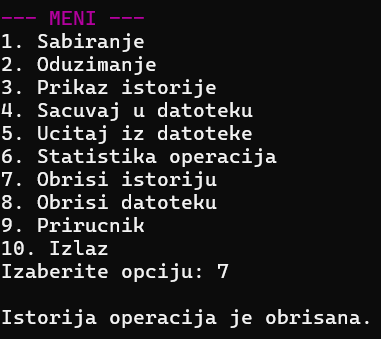 --- MENI ---
1. Sabiranje
2. Oduzimanje
3. Prikaz istorije
4. Sacuvaj u datoteku
5. Ucitaj iz datoteke
6. Statistika operacija
7. Obrisi istoriju
8. Obrisi datoteku
9. Prirucnik
10. Izlaz
Izaberite opciju: 7
Istorija operacija je obrisana.